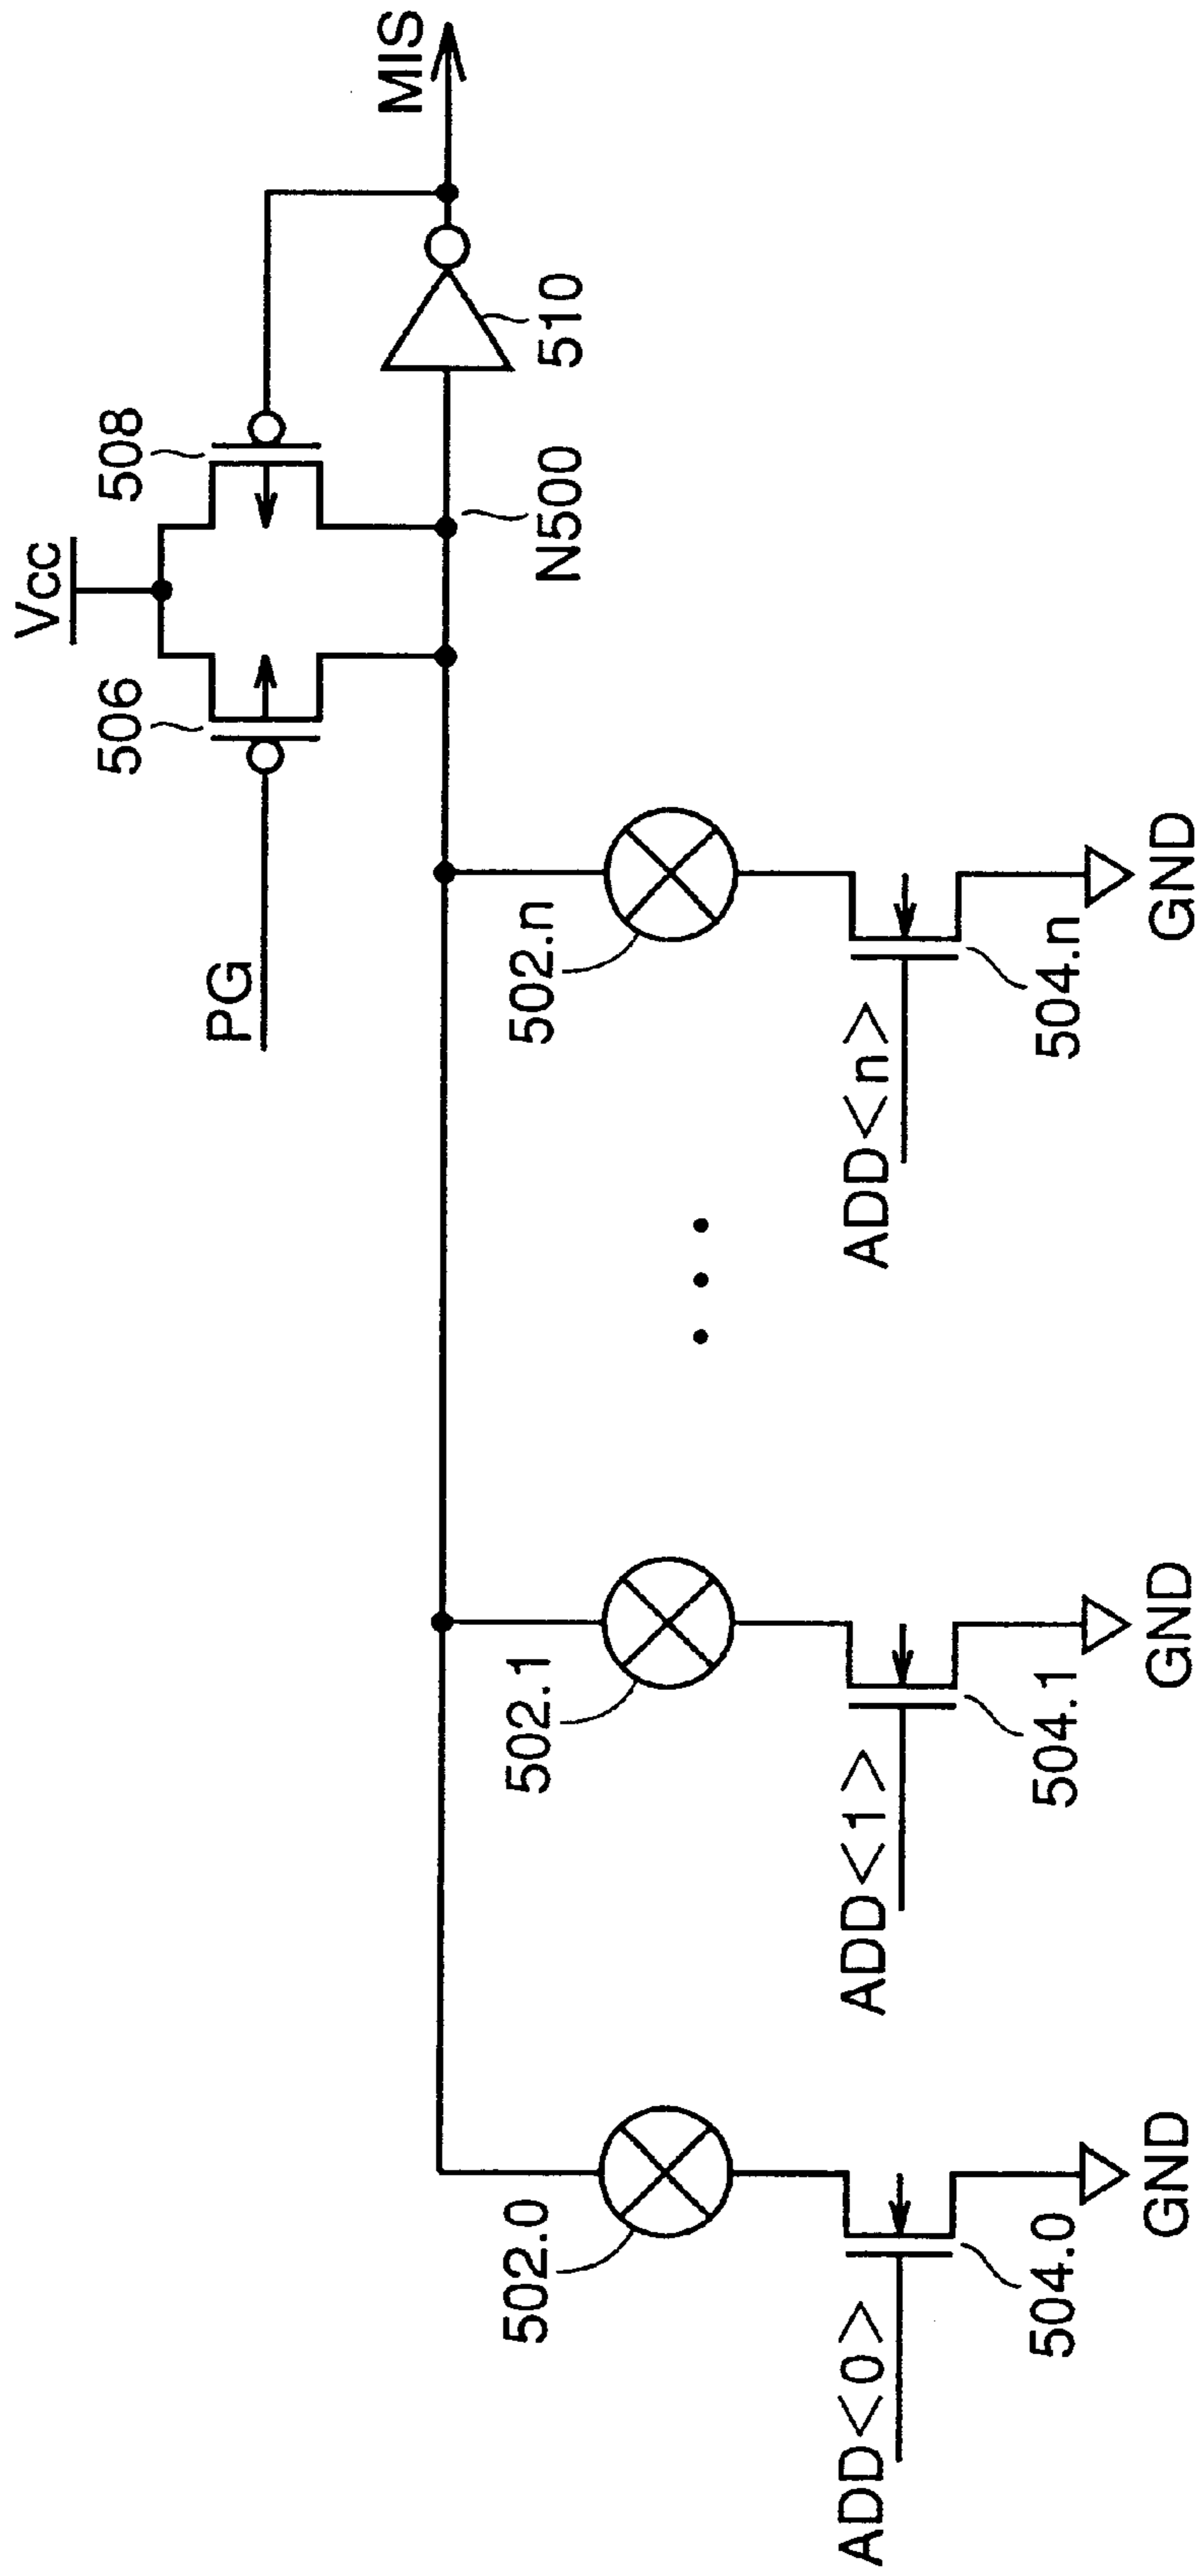 Vcc
506
508
PG
MIS
N500
510
502.0
502.1
502.n
ADD<0>
ADD<1>
ADD<n>
504.0
504.1
504.n
GND
GND
GND